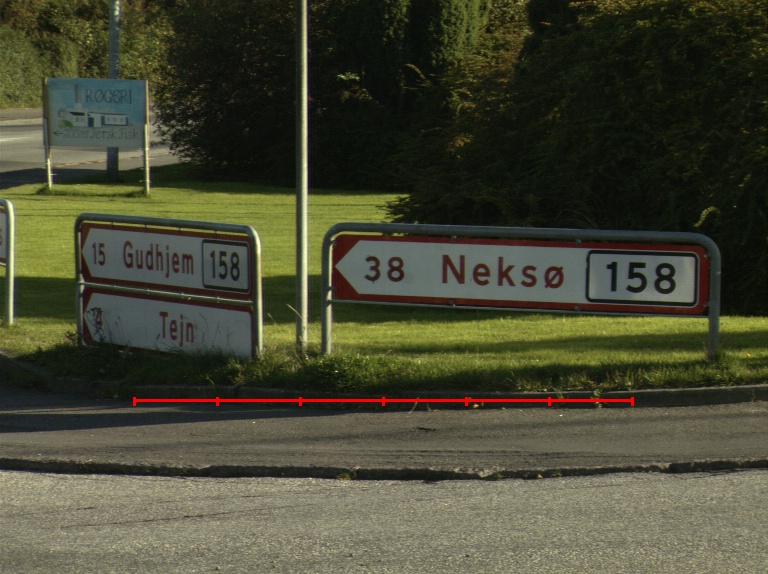 RØGERI
15 Gudhjem 158
Tejn
38 Neksø 158